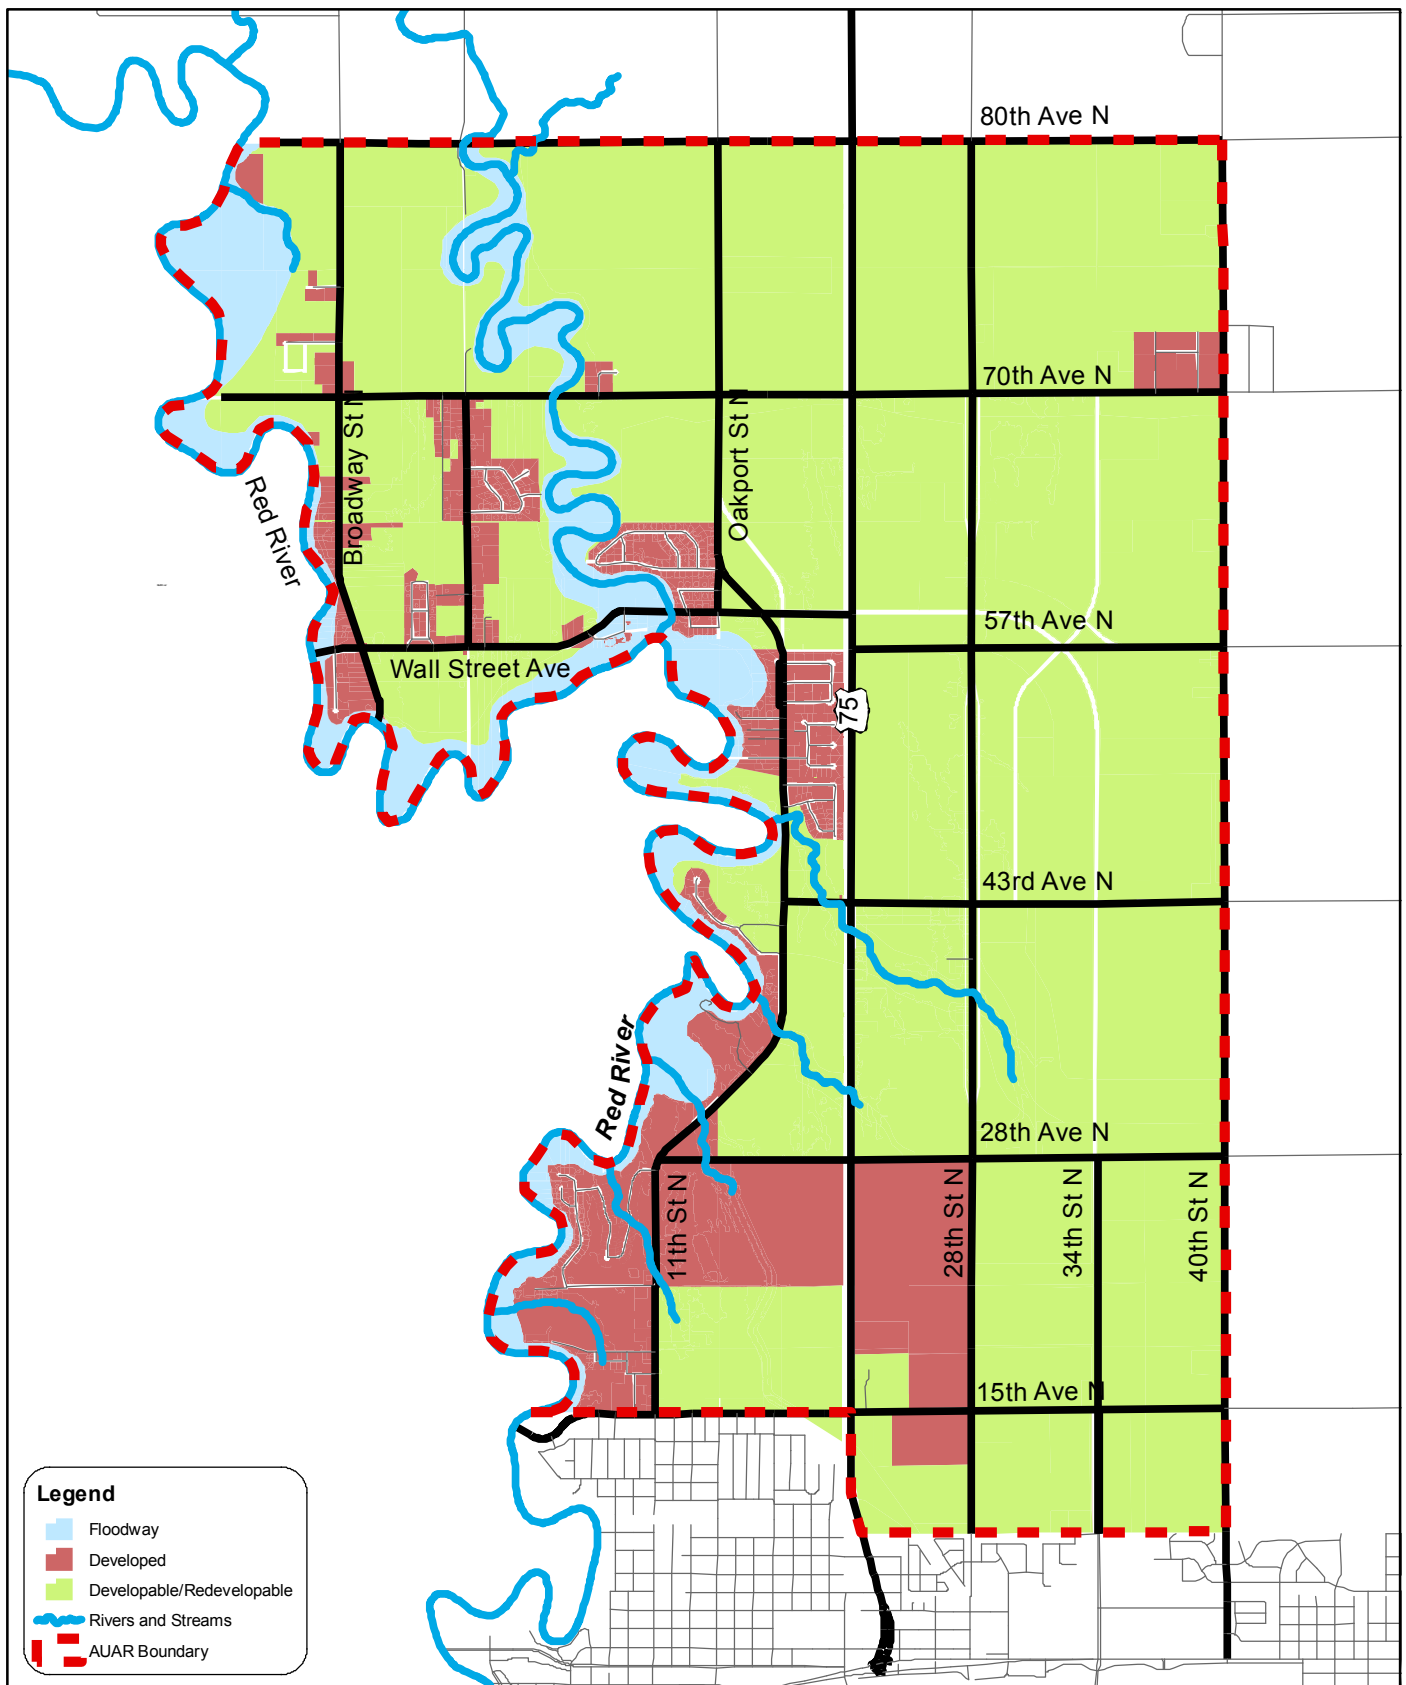 80th Ave N
70th Ave N
Broadway St N
Oakport St N
Red River
57th Ave N
Wall Street Ave
75
43rd Ave N
Red River
28th Ave N
11th St N
28th St N
34th St N
40th St N
15th Ave N
Legend
Floodway
Developed
Developable/Redevelopable
Rivers and Streams
AUAR Boundary